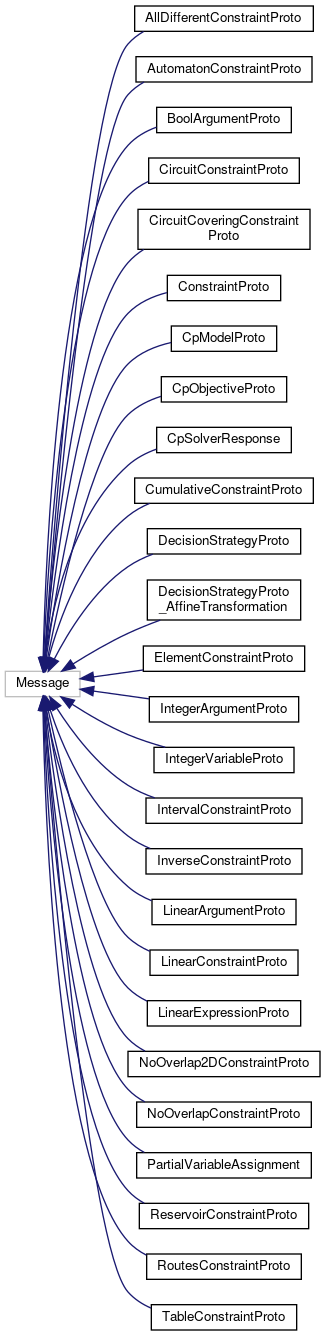 AllDifferentConstraintProto
AutomatonConstraintProto
BoolArgumentProto
CircuitConstraintProto
CircuitCoveringConstraint
Proto
ConstraintProto
CpModelProto
CpObjectiveProto
CpSolverResponse
CumulativeConstraintProto
DecisionStrategyProto
DecisionStrategyProto
_AffineTransformation
ElementConstraintProto
Message
IntegerArgumentProto
IntegerVariableProto
IntervalConstraintProto
InverseConstraintProto
LinearArgumentProto
LinearConstraintProto
LinearExpressionProto
NoOverlap2DConstraintProto
NoOverlapConstraintProto
PartialVariableAssignment
ReservoirConstraintProto
RoutesConstraintProto
TableConstraintProto